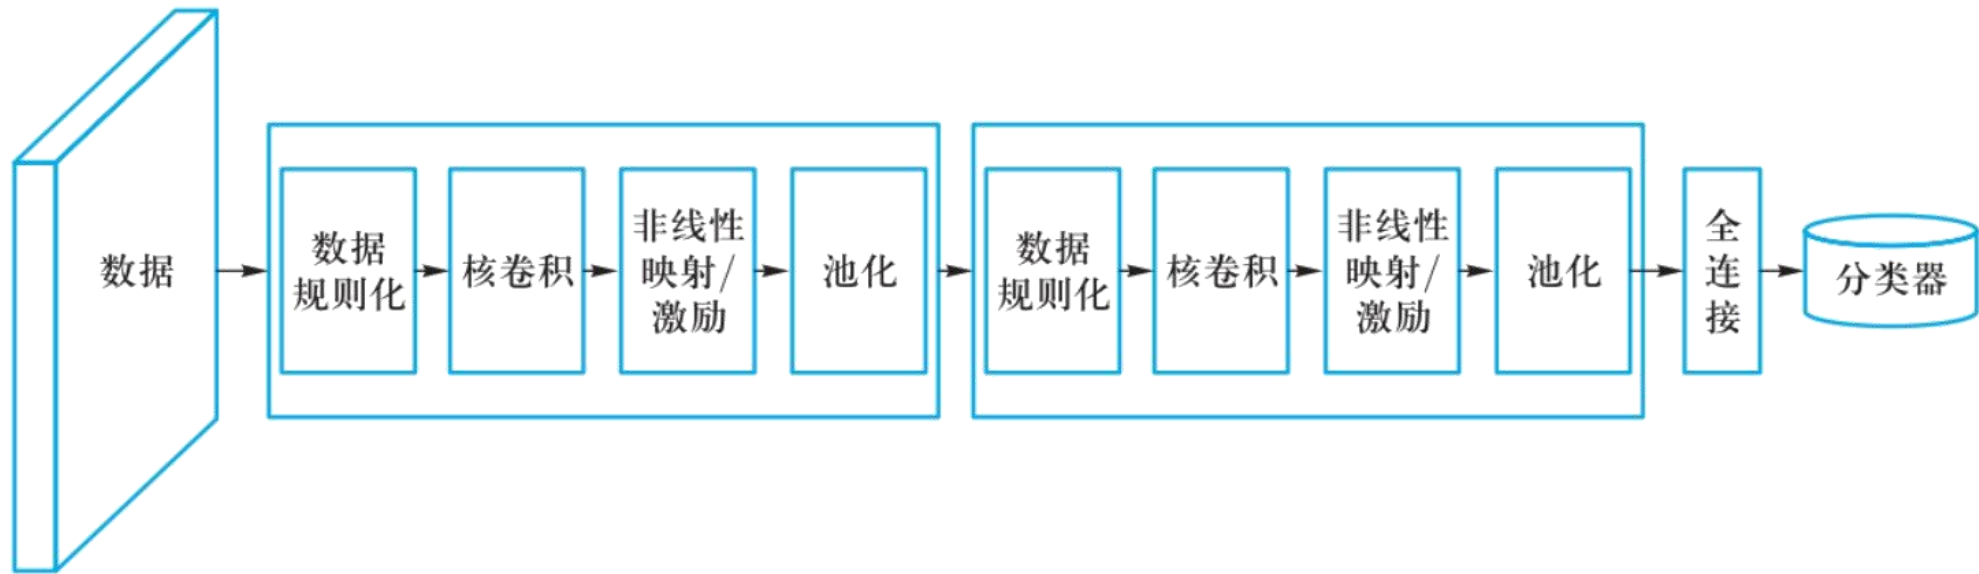 数据
数据
规则化
核卷积
非线性
映射/
激励
池化
数据
规则化
核卷积
非线性
映射/
激励
池化
全
连
接
分类器